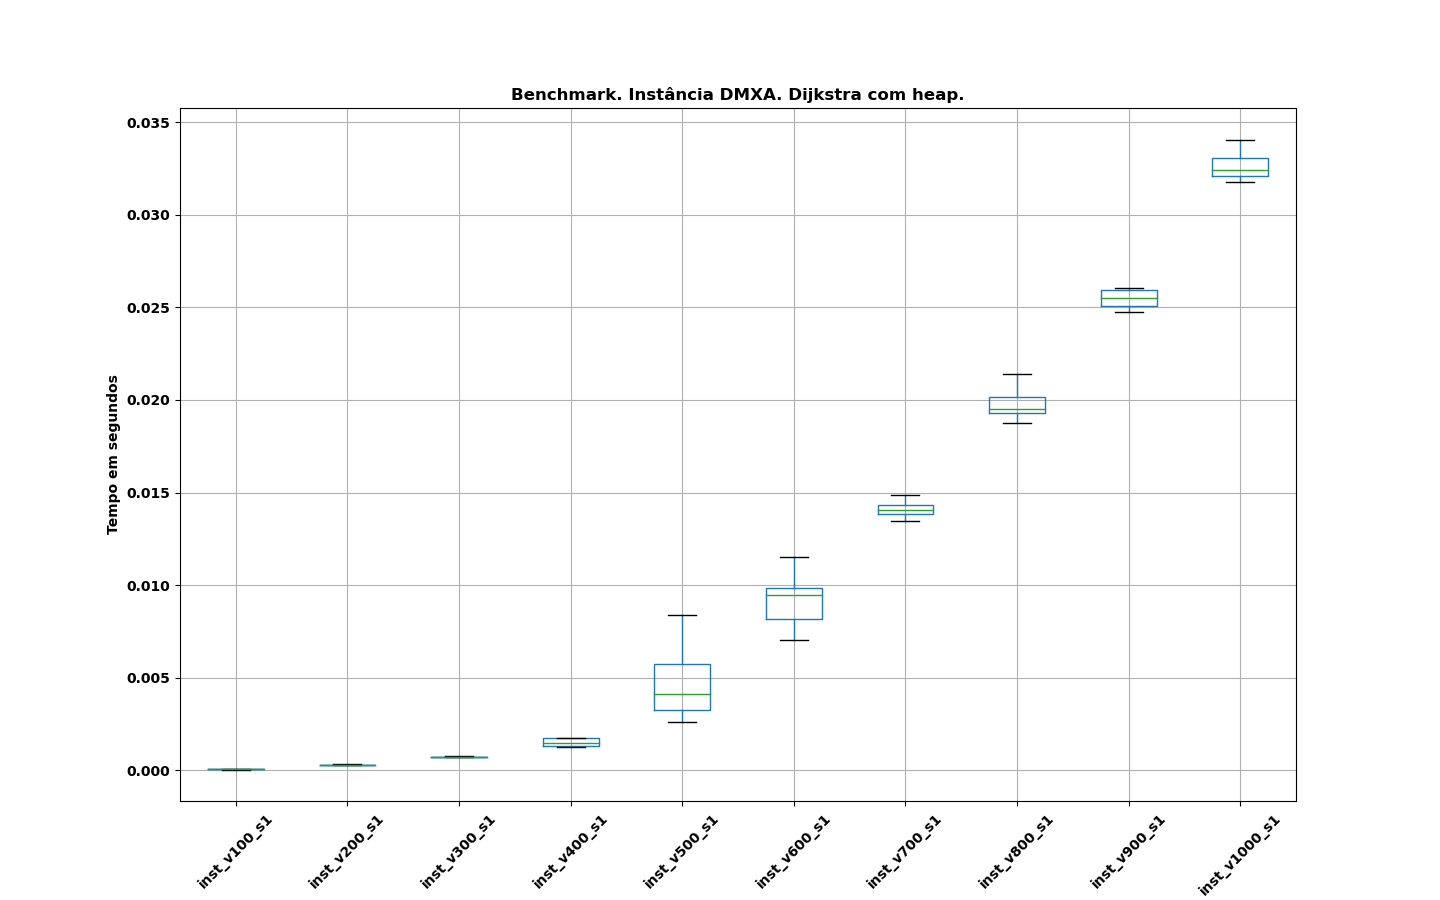 Benchmark. Instância DMXA. Dijkstra com heap.
0.035
0.030
0.025
0.020
0.015
0.010
0.005
0.000
Tempo em segundos
inst_v100_s1
inst_v200_s1
inst_v300_s1
inst_v400_s1
inst_v500_s1
inst_v600_s1
inst_v700_s1
inst_v800_s1
inst_v900_s1
inst_v1000_s1